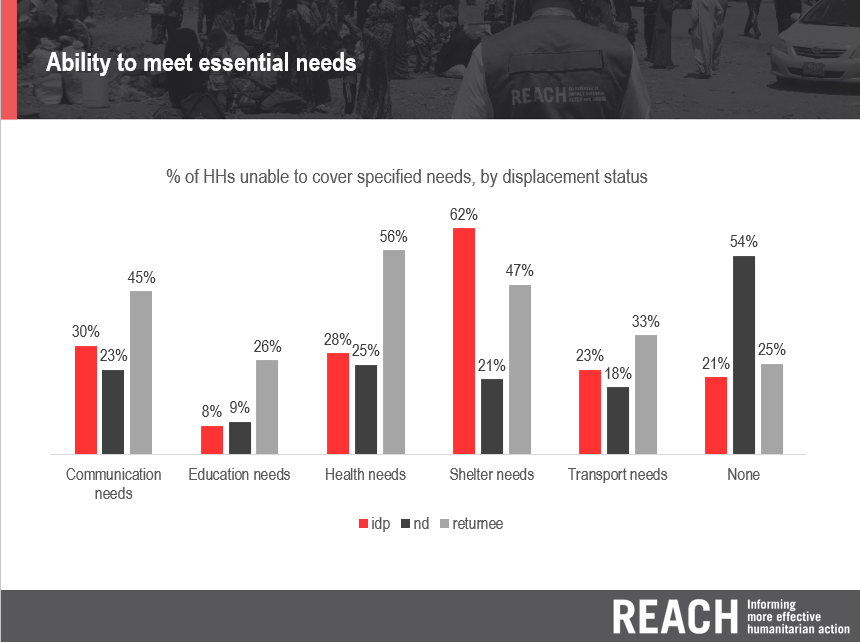 Ability to meet essential needs
REACH
% of HHs unable to cover specified needs, by displacement status
30%
23%
45%
8%
9%
26%
28%
25%
56%
62%
21%
47%
23%
18%
33%
21%
54%
25%
Communication
needs
Education needs
Health needs
Shelter needs
Transport needs
None
idp
nd
returnee
REACH
Informing
more effective
humanitarian action